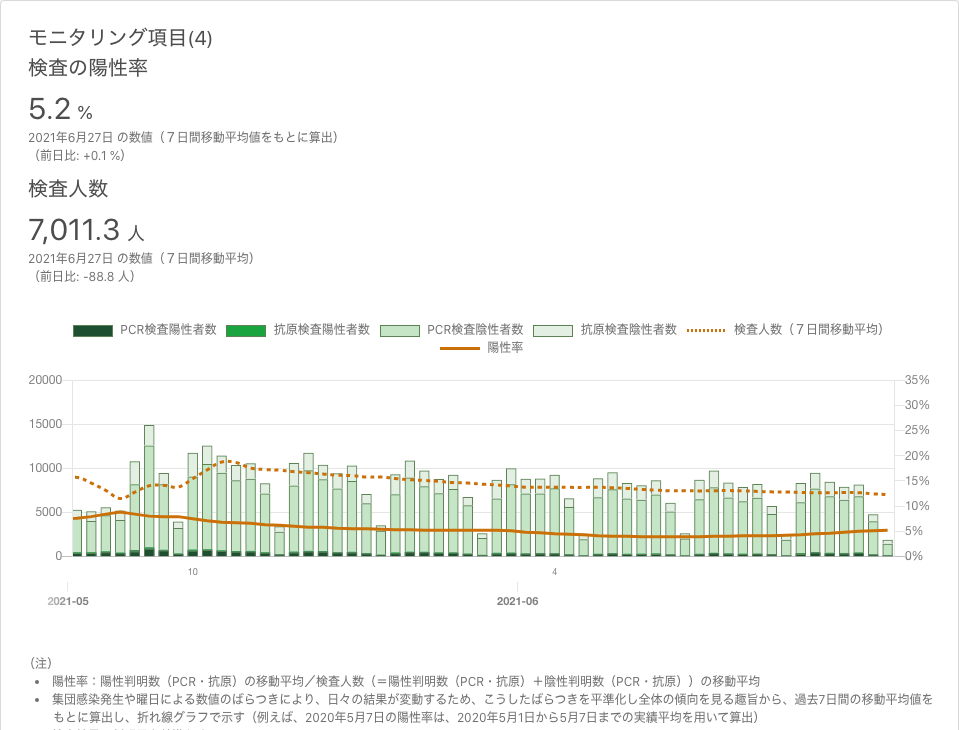 モニタリング項目(4)
検査の陽性率
5.2 %
2021年6月27日 の数値（７日間移動平均値をもとに算出）
（前日比: +0.1 %）
検査人数
7,011.3 人
2021年6月27日 の数値（７日間移動平均）
（前日比: -88.8 人）
PCR検査陽性者数 抗原検査陽性者数 PCR検査陰性者数 抗原検査陰性者数 検査人数（７日間移動平均）
陽性率
20000 35%
30%
15000 25%
20%
10000 15%
5000 10%
5%
0 0%
10 4
2021-05 2021-06
（注）
• 陽性率：陽性判明数（PCR・抗原）の移動平均／検査人数（＝陽性判明数（PCR・抗原）＋陰性判明数（PCR・抗原））の移動平均
• 集団感染発生や曜日による数値のばらつきにより、日々の結果が変動するため、こうしたばらつきを平準化し全体の傾向を見る趣旨から、過去7日間の移動平均値を
もとに算出し、折れ線グラフで示す（例えば、2020年5月7日の陽性率は、2020年5月1日から5月7日までの実績平均を用いて算出）